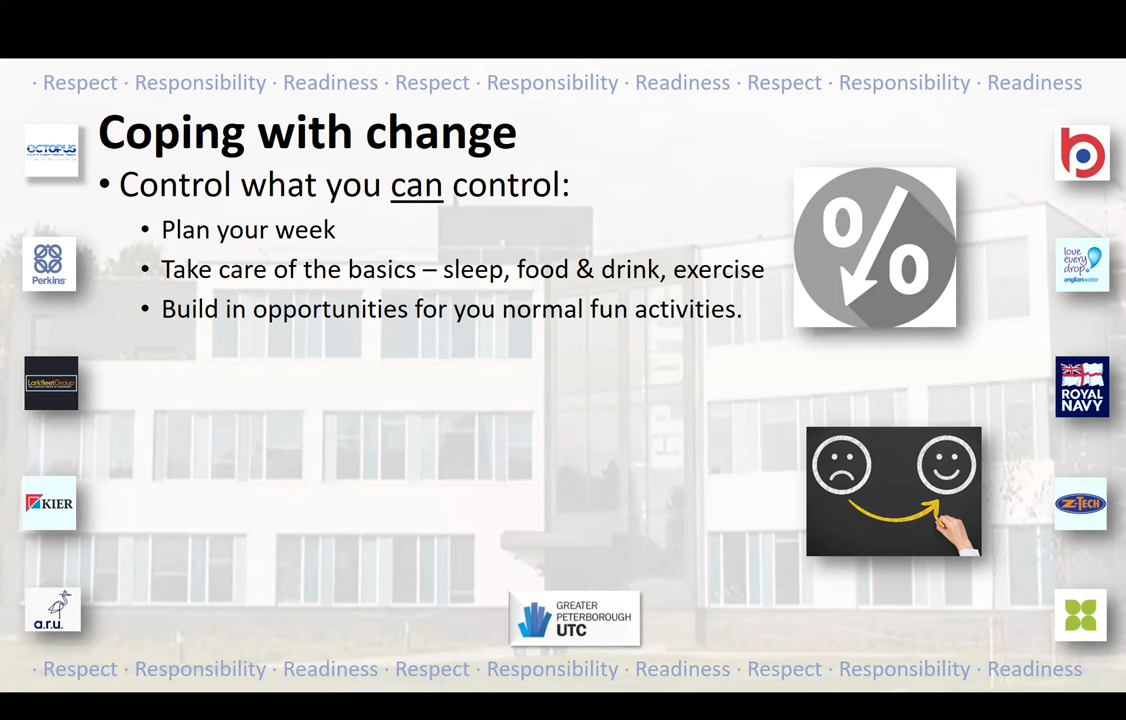 · Respect · Responsibility · Readiness · Respect · Responsibility · Readiness · Respect · Responsibility · Readiness
Coping with change
• Control what you can control:
• Plan your week
• Take care of the basics – sleep, food & drink, exercise
• Build in opportunities for you normal fun activities.
OCTOPUS
Perkins
LarkfleetGroup
KIER
a.r.u.
%
b
love
every
drop
anglianwater
ROYAL
NAVY
Z-TECH
GREATER
PETERBOROUGH
UTC
· Respect · Responsibility · Readiness · Respect · Responsibility · Readiness · Respect · Responsibility · Readiness